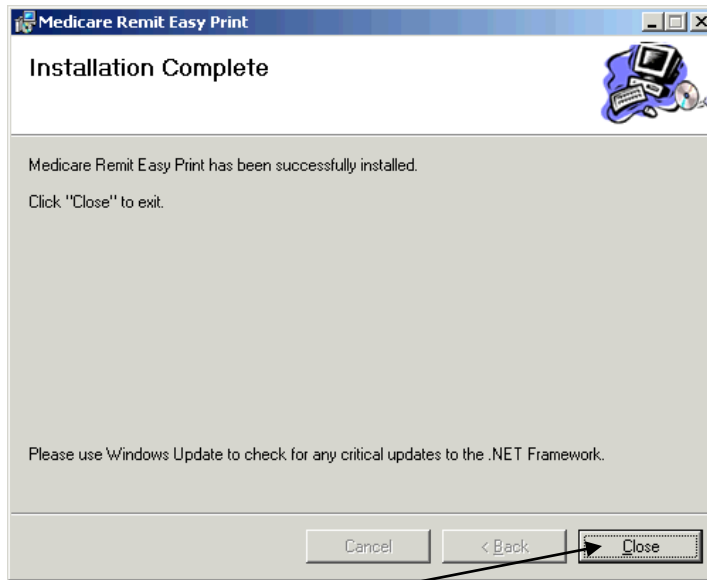 Medicare Remit Easy Print
Installation Complete
Medicare Remit Easy Print has been successfully installed.
Click "Close" to exit.
Please use Windows Update to check for any critical updates to the .NET Framework.
Cancel < Back Close